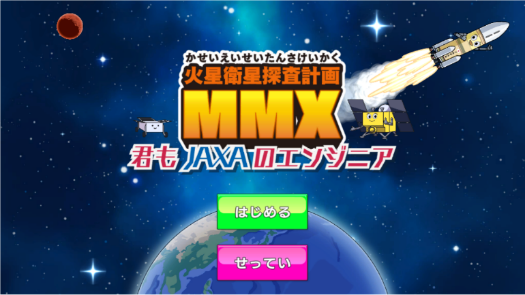 かせいえいせいたんさけいかく
火星衛星探査計画
MMX
君もJAXAのエンジニア
はじめる
せってい